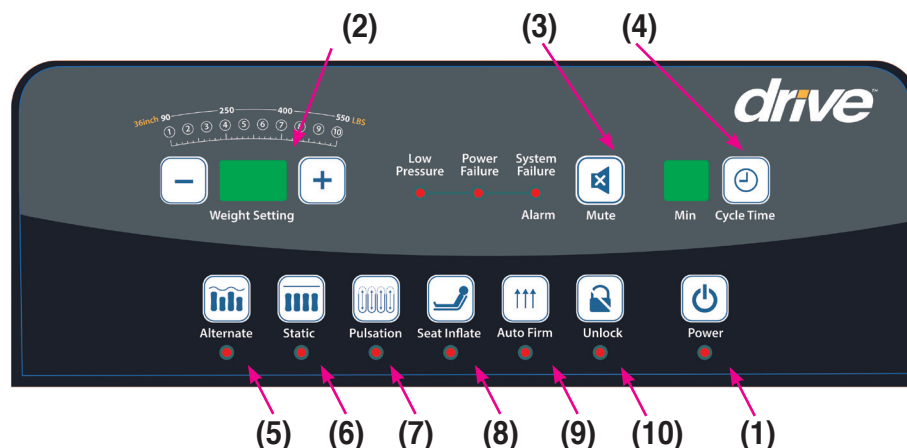 (2) (3) (4)
drive™
36inch 90 250 400 550 LBS
1 2 3 4 5 6 7 8 9 10
− +
Weight Setting
Low Pressure
Power Failure
System Failure
Alarm
Mute
Min
Cycle Time
Alternate Static Pulsation Seat Inflate Auto Firm Unlock Power
(5) (6) (7) (8) (9) (10) (1)